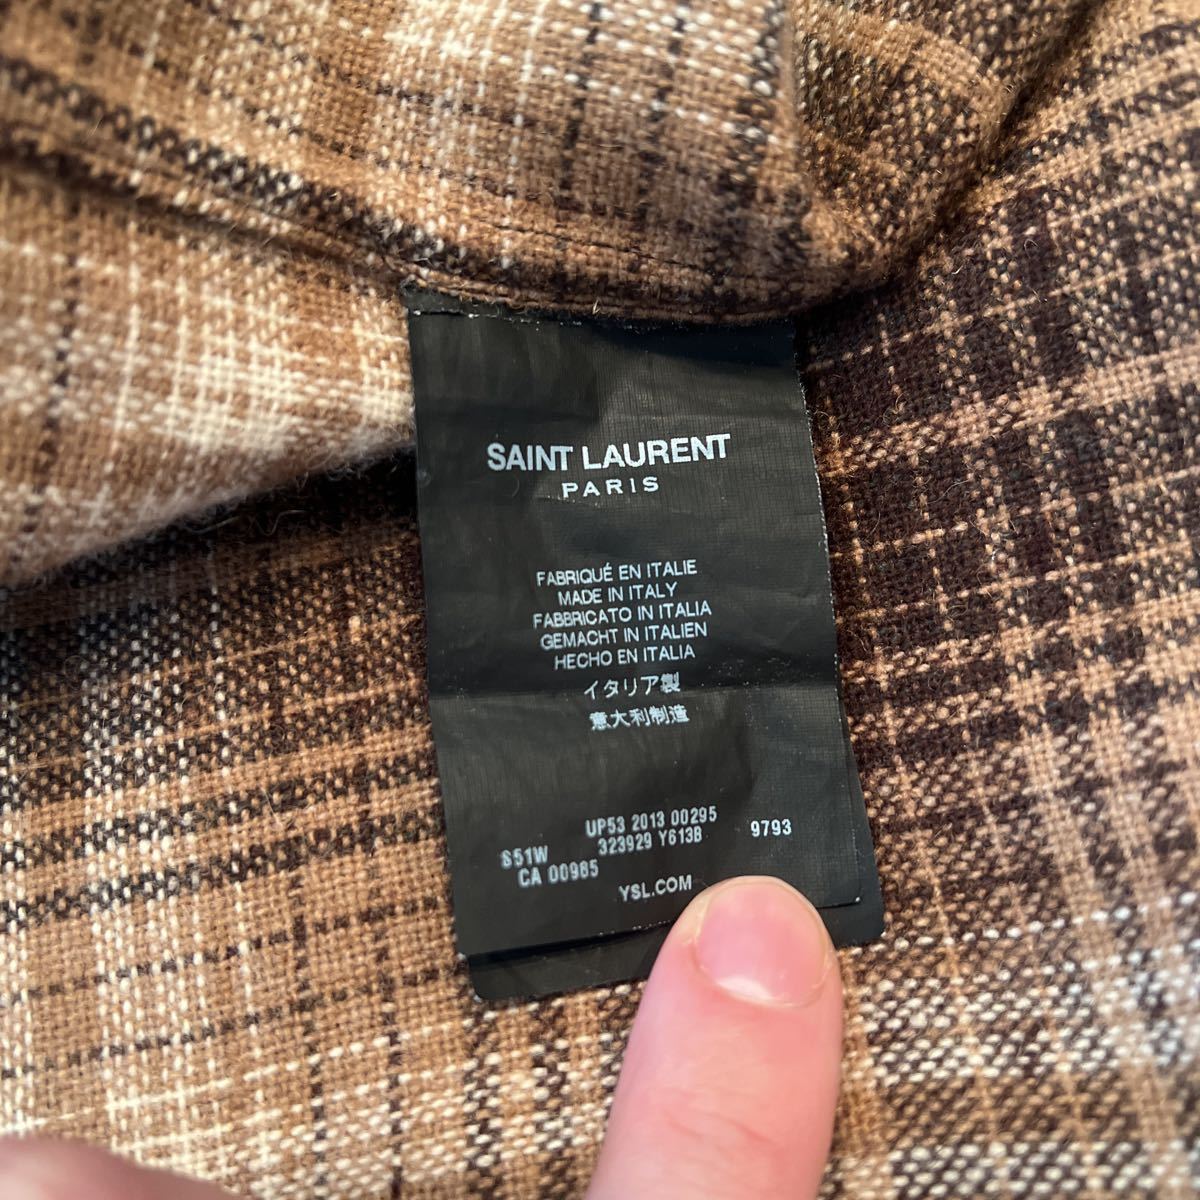 SAINT LAURENT
PARIS
FABRIQUÉ EN ITALIE
MADE IN ITALY
FABBRICATO IN ITALIA
GEMACHT IN ITALIEN
HECHO EN ITALIA
イタリア製
意大利制造
UP53 2013 00295
S51W 323929 Y613B 9793
CA 00985
YSL.COM